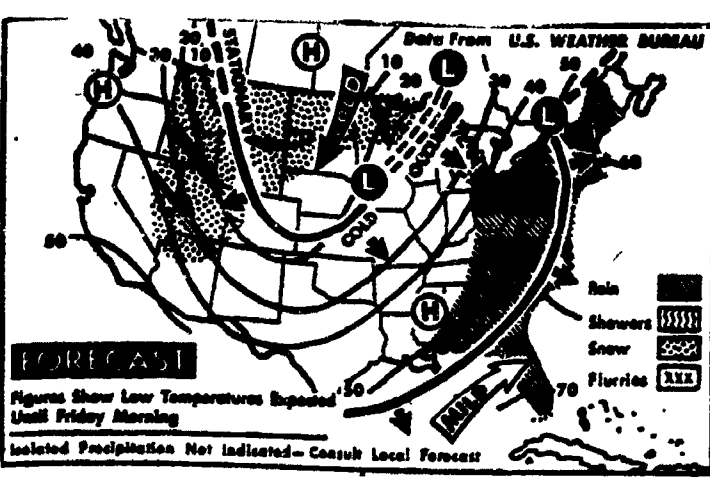 Data From U.S. WEATHER BUREAU
40
30
20
10
STATIONARY
H
H
COLD
10
20
L
30
40
L
50
OCCLUDED
60
L
COLD
50
H
Rain
Showers
Snow
Flurries
FORECAST
Figures Show Low Temperatures Expected
Until Friday Morning
50
MILD
70
Isolated Precipitation Not Indicated— Consult Local Forecast